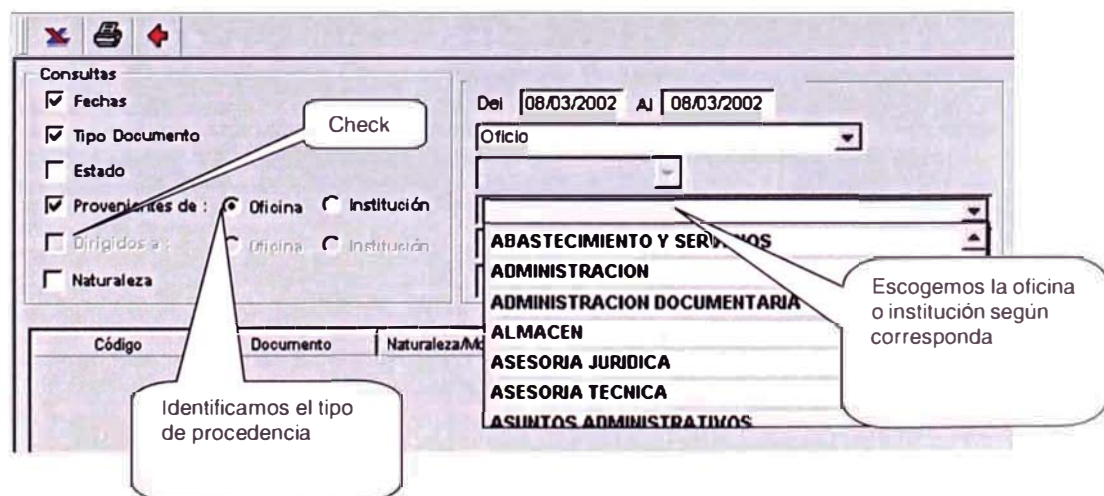 Consultas
Fechas
Del 08/03/2002 Al 08/03/2002
Check
Tipo Documento
Oficio
Estado
Provenientes de : Oficina Institución
Dirigidos a : Oficina Institución
Naturaleza
ABASTECIMIENTO Y SERVICIOS
ADMINISTRACION
ADMINISTRACION DOCUMENTARIA
ALMACEN
ASESORIA JURIDICA
ASESORIA TECNICA
ASUNTOS ADMINISTRATIVOS
Escogemos la oficina
o institución según
corresponda
Código Documento Naturaleza/Mo
Identificamos el tipo
de procedencia